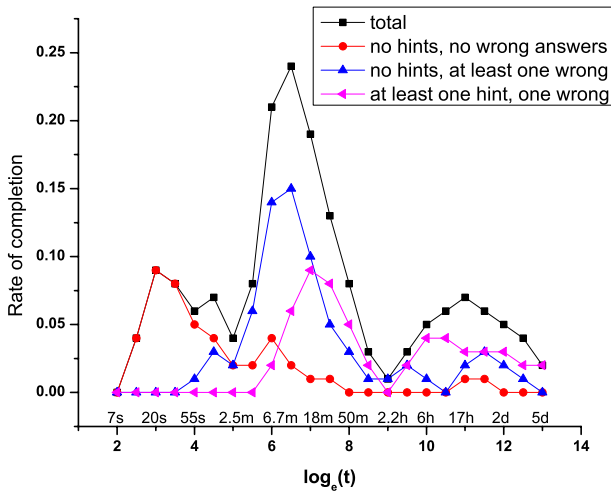 total
no hints, no wrong answers
no hints, at least one wrong
at least one hint, one wrong
0.25
0.20
0.15
0.10
0.05
0.00
Rate of completion
7s 20s 55s 2.5m 6.7m 18m 50m 2.2h 6h 17h 2d 5d
2 4 6 8 10 12 14
log_e(t)